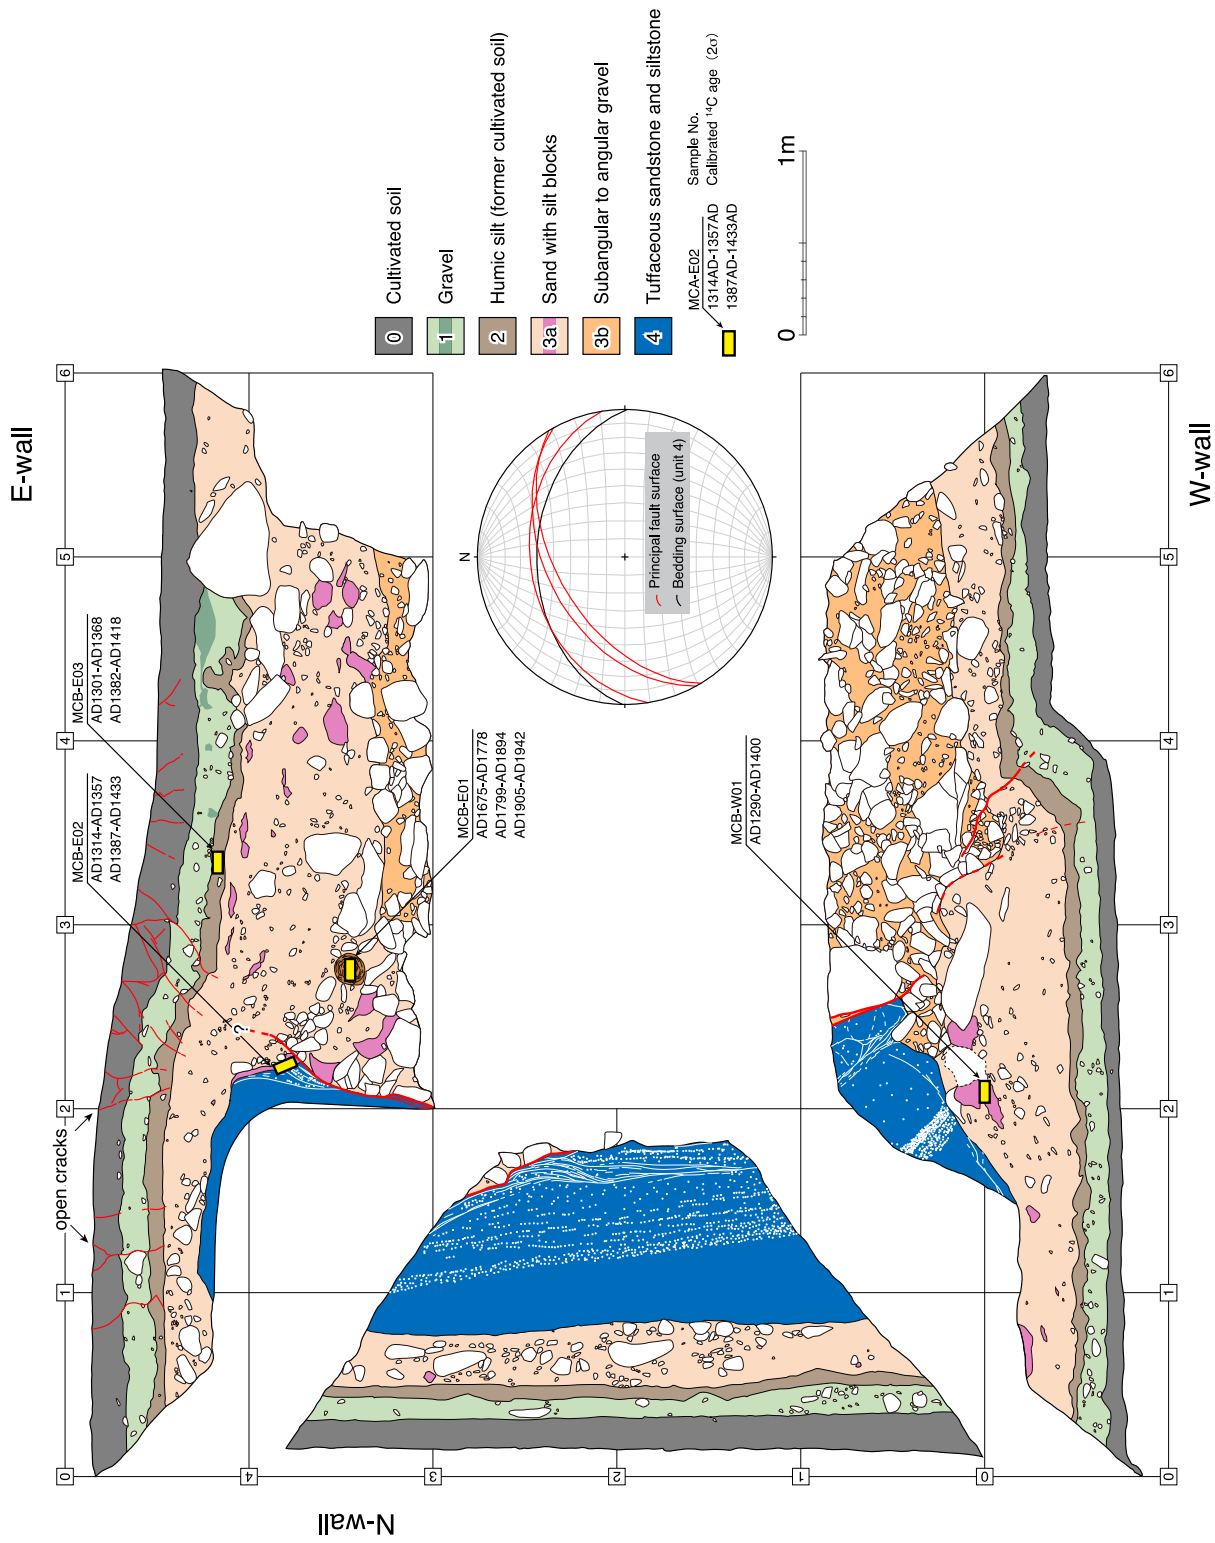 E-wall
0
1
2
3
4
5
6
open cracks
MCB-E02
AD1314-AD1357
AD1387-AD1433
MCB-E03
AD1301-AD1368
AD1382-AD1418
?
4
3
2
1
0
N-wall
MCB-E01
AD1675-AD1778
AD1799-AD1894
AD1905-AD1942
N
Principal fault surface
Bedding surface (unit 4)
MCB-W01
AD1290-AD1400
0
1
2
3
4
5
6
W-wall
0 Cultivated soil
1 Gravel
2 Humic silt (former cultivated soil)
3a Sand with silt blocks
3b Subangular to angular gravel
4 Tuffaceous sandstone and siltstone
MCA-E02 Sample No.
1314AD-1357AD Calibrated ¹⁴C age (2σ)
1387AD-1433AD
0 1m